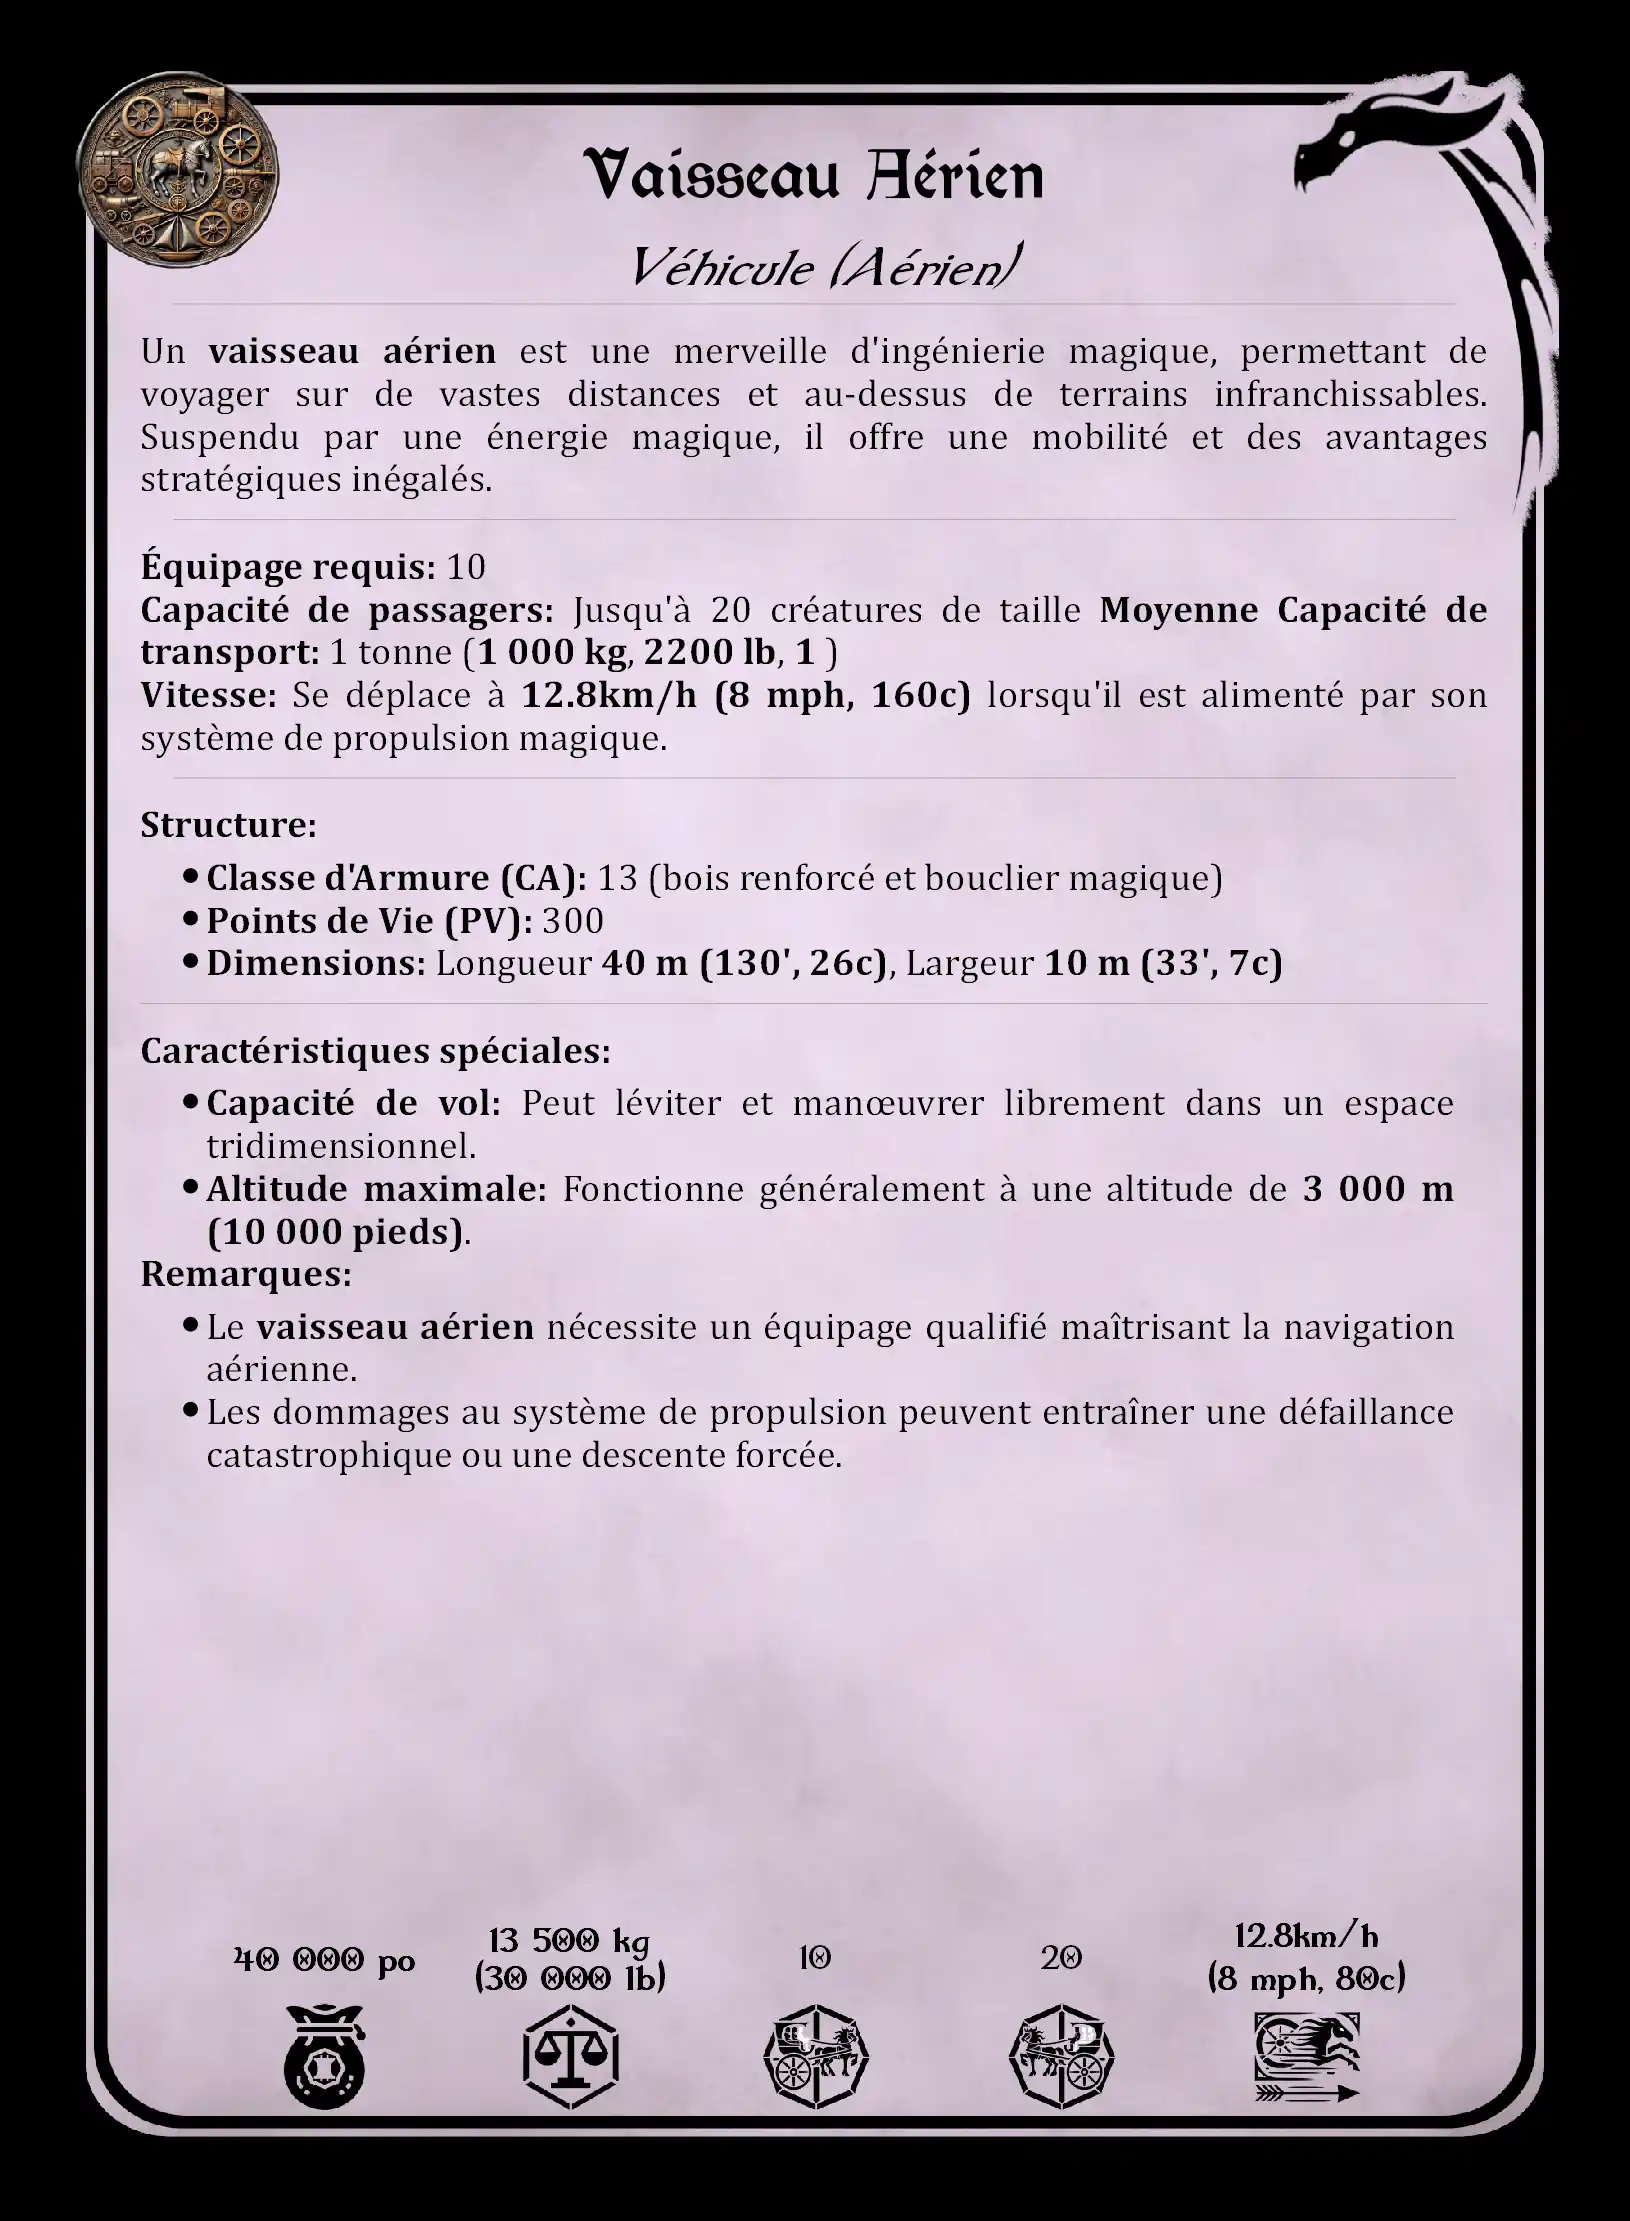 Vaisseau Aérien
Véhicule (Aérien)
Un vaisseau aérien est une merveille d'ingénierie magique, permettant de
voyager sur de vastes distances et au-dessus de terrains infranchissables.
Suspendu par une énergie magique, il offre une mobilité et des avantages
stratégiques inégalés.
Équipage requis: 10
Capacité de passagers: Jusqu'à 20 créatures de taille Moyenne Capacité de
transport: 1 tonne (1 000 kg, 2200 lb, 1 )
Vitesse: Se déplace à 12.8km/h (8 mph, 160c) lorsqu'il est alimenté par son
système de propulsion magique.
Structure:
• Classe d'Armure (CA): 13 (bois renforcé et bouclier magique)
• Points de Vie (PV): 300
• Dimensions: Longueur 40 m (130', 26c), Largeur 10 m (33', 7c)
Caractéristiques spéciales:
• Capacité de vol: Peut léviter et manœuvrer librement dans un espace
tridimensionnel.
• Altitude maximale: Fonctionne généralement à une altitude de 3 000 m
(10 000 pieds).
Remarques:
• Le vaisseau aérien nécessite un équipage qualifié maîtrisant la navigation
aérienne.
• Les dommages au système de propulsion peuvent entraîner une défaillance
catastrophique ou une descente forcée.
40 000 po
13 500 kg
(30 000 lb)
10
20
12.8km/h
(8 mph, 80c)